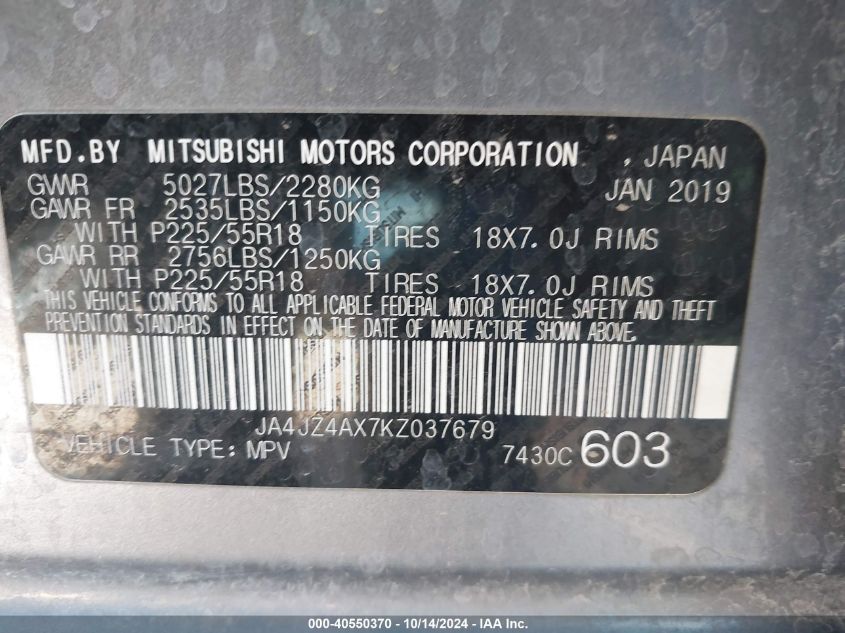 MFD.BY MITSUBISHI MOTORS CORPORATION , JAPAN
GVWR 5027LBS/2280KG JAN 2019
GAWR FR 2535LBS/1150KG
WITH P225/55R18 TIRES 18X7.0J RIMS
GAWR RR 2756LBS/1250KG
WITH P225/55R18 TIRES 18X7.0J RIMS
THIS VEHICLE CONFORMS TO ALL APPLICABLE FEDERAL MOTOR VEHICLE SAFETY AND THEFT
PREVENTION STANDARDS IN EFFECT ON THE DATE OF MANUFACTURE SHOWN ABOVE.
JA4JZ4AX7KZ037679
VEHICLE TYPE: MPV 7430C 603
000-40550370 - 10/14/2024 - IAA Inc.